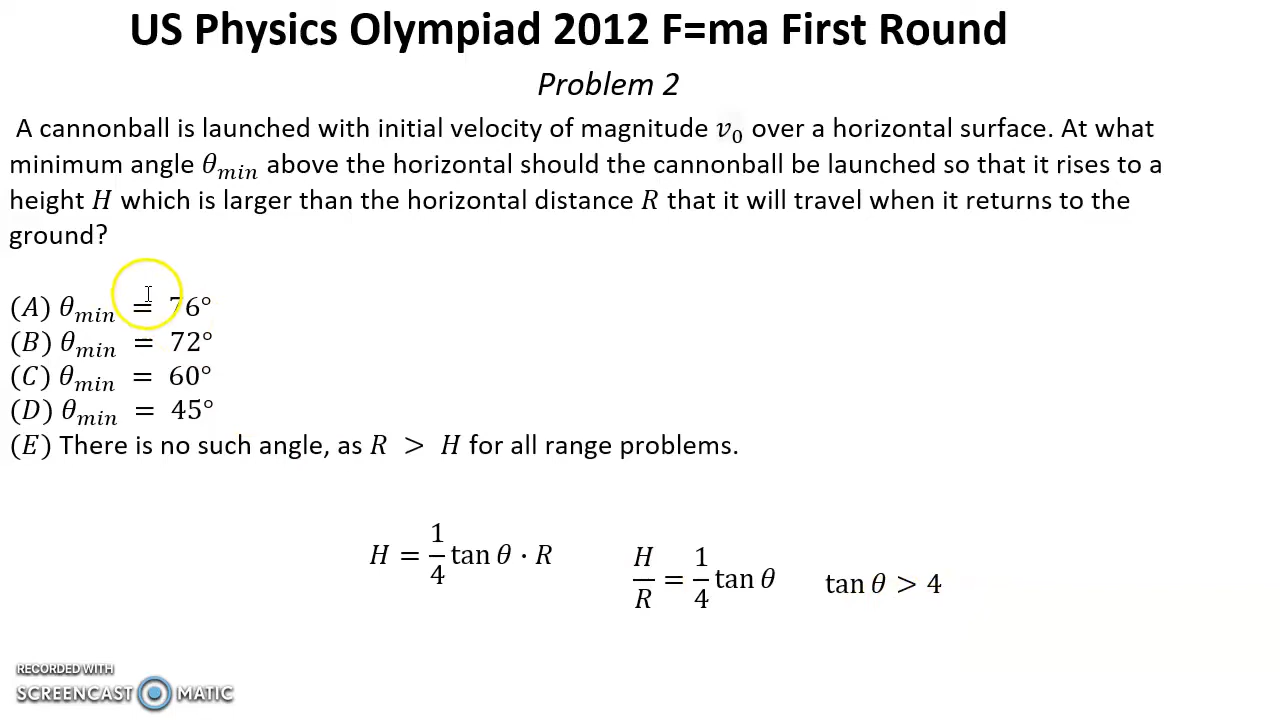 US Physics Olympiad 2012 F=ma First Round
Problem 2
A cannonball is launched with initial velocity of magnitude v₀ over a horizontal surface. At what
minimum angle θₘᵢₙ above the horizontal should the cannonball be launched so that it rises to a
height H which is larger than the horizontal distance R that it will travel when it returns to the
ground?
(A) θₘᵢₙ = 76°
(B) θₘᵢₙ = 72°
(C) θₘᵢₙ = 60°
(D) θₘᵢₙ = 45°
(E) There is no such angle, as R > H for all range problems.
H = 1/4 tan θ · R
H/R = 1/4 tan θ
tan θ > 4
RECORDED WITH
SCREENCAST MATIC